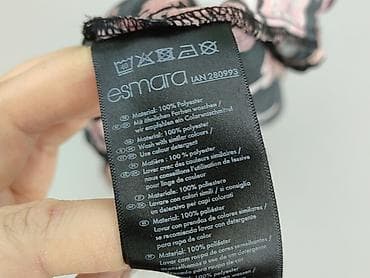 40
esmara IAN 280993
Material: 100% Polyester
Mit ähnlichen Farben waschen /
wir empfehlen ein Colorwaschmittel
Material: 100% Polyester
Wash with similar colours /
Use colour detergent
Matière : 100 % polyester
Laver avec des couleurs similaires /
nous conseillons l'utilisation de lessive
pour linge de couleur
Materiale: 100% poliestere
Lavare con colori simili / si consiglia
un detersivo per capi colorati
Material: 100% poliéster
Lavar con prendas de colores similares /
se recomienda lavar con detergente
para ropa de color
Material: 100% poliéster
Lavar com roupa de cores semelhantes /